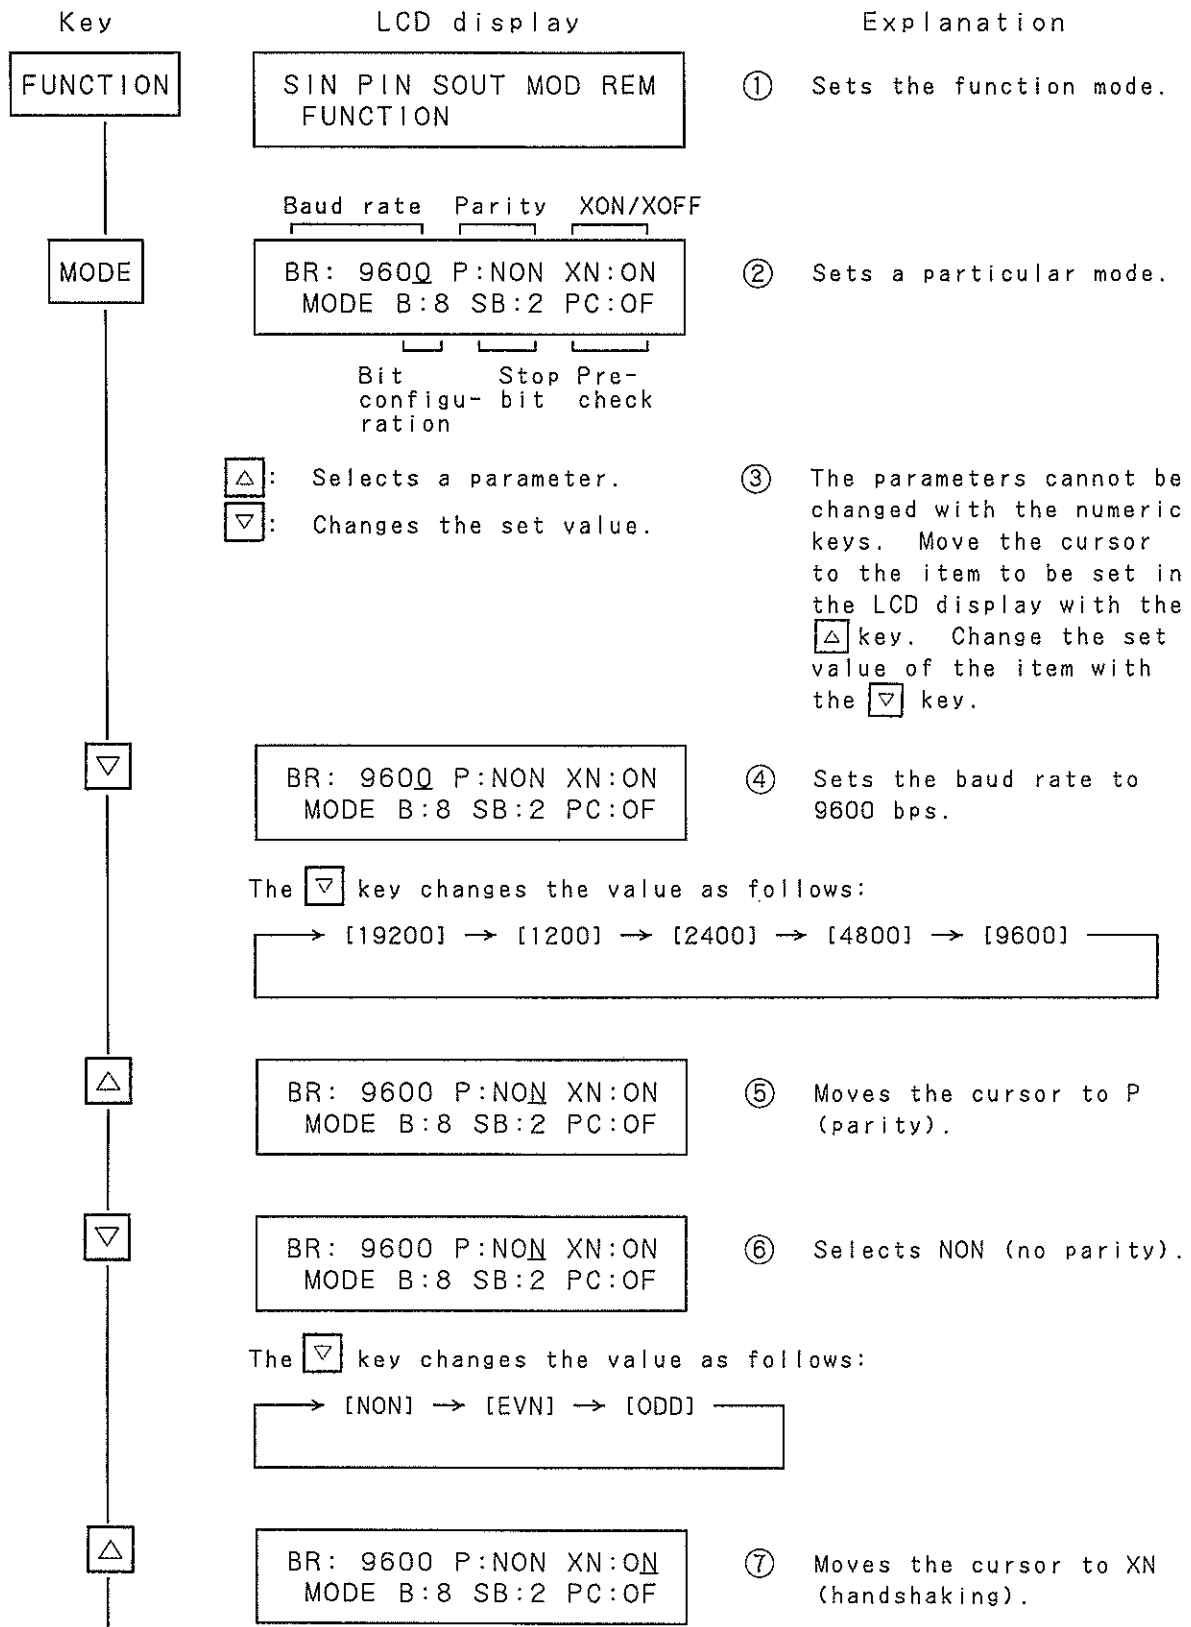 Key LCD display Explanation
FUNCTION
SIN PIN SOUT MOD REM
FUNCTION
① Sets the function mode.
Baud rate Parity XON/XOFF
MODE
BR: 9600 P:NON XN:ON
MODE B:8 SB:2 PC:OF
② Sets a particular mode.
Bit Stop Pre-
configu- bit check
ration
△: Selects a parameter.
▽: Changes the set value.
③ The parameters cannot be
changed with the numeric
keys. Move the cursor
to the item to be set in
the LCD display with the
△ key. Change the set
value of the item with
the ▽ key.
▽
BR: 9600 P:NON XN:ON
MODE B:8 SB:2 PC:OF
④ Sets the baud rate to
9600 bps.
The ▽ key changes the value as follows:
→ [19200] → [1200] → [2400] → [4800] → [9600]
△
BR: 9600 P:NON XN:ON
MODE B:8 SB:2 PC:OF
⑤ Moves the cursor to P
(parity).
▽
BR: 9600 P:NON XN:ON
MODE B:8 SB:2 PC:OF
⑥ Selects NON (no parity).
The ▽ key changes the value as follows:
→ [NON] → [EVN] → [ODD]
△
BR: 9600 P:NON XN:ON
MODE B:8 SB:2 PC:OF
⑦ Moves the cursor to XN
(handshaking).